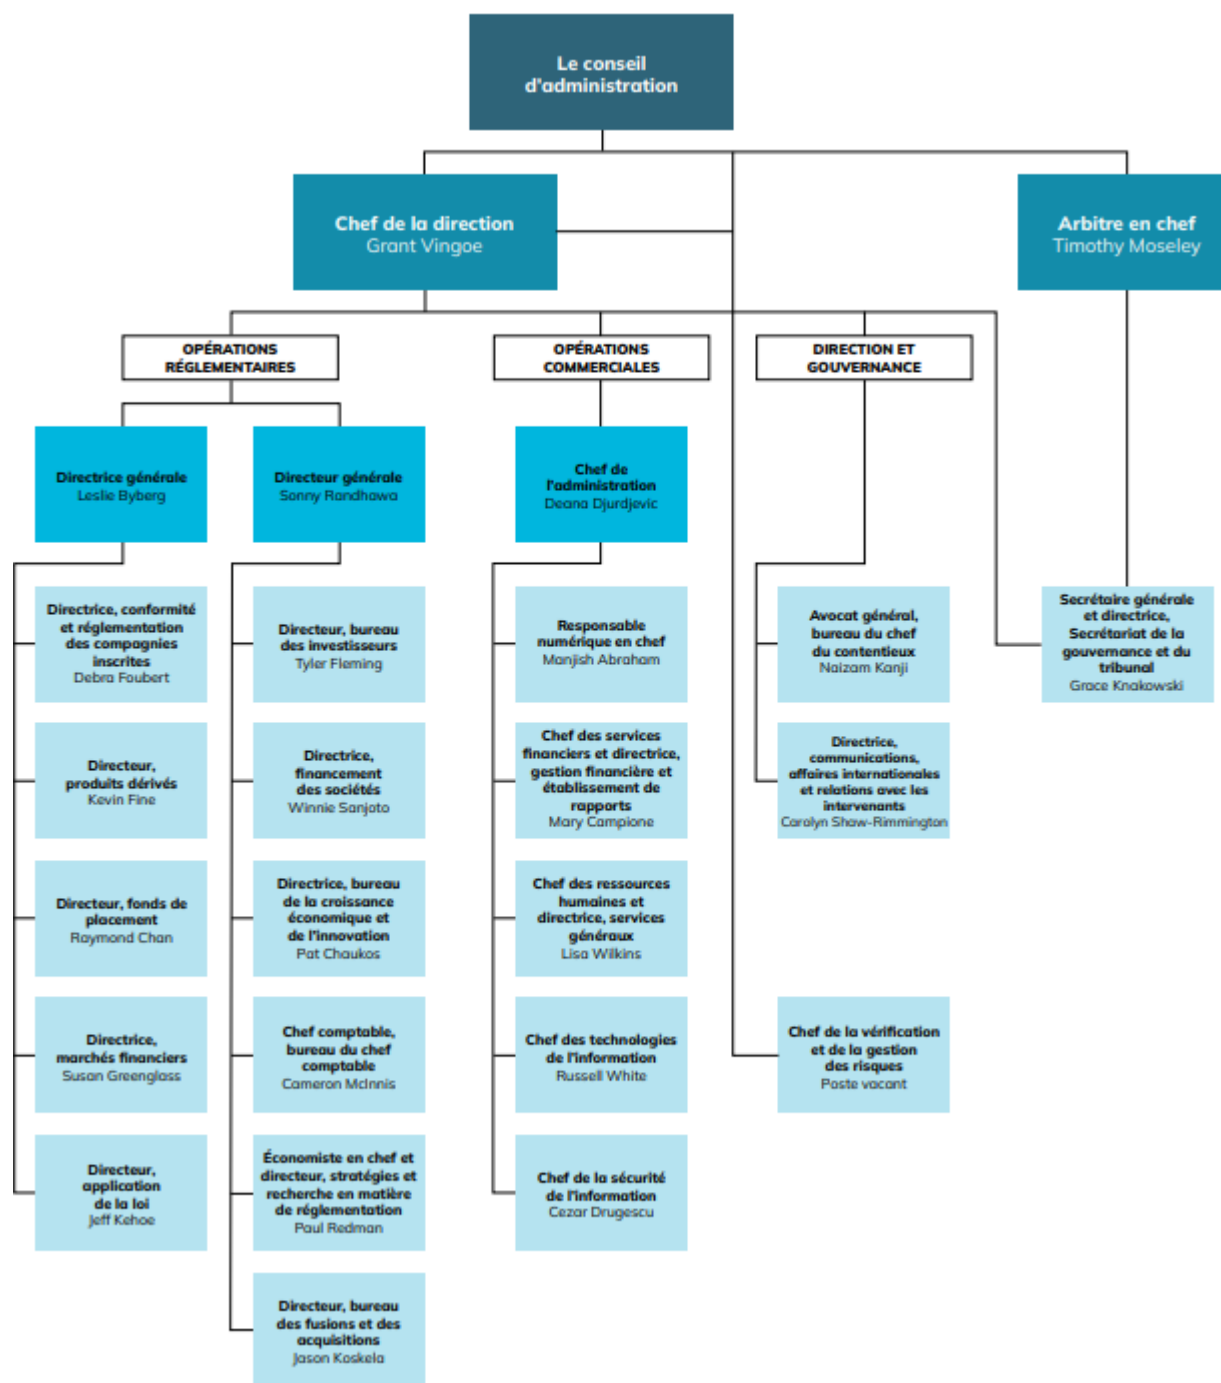 Le conseil
d'administration
Chef de la direction
Grant Vingoe
Arbitre en chef
Timothy Moseley
OPÉRATIONS
RÉGLEMENTAIRES
OPÉRATIONS
COMMERCIALES
DIRECTION ET
GOUVERNANCE
Directrice générale
Leslie Byberg
Directeur générale
Sonny Randhawa
Chef de
l'administration
Deana Djurdjevic
Directrice, conformité
et réglementation
des compagnies
inscrites
Debra Foubert
Directeur, bureau
des investisseurs
Tyler Fleming
Responsable
numérique en chef
Manjish Abraham
Avocat général,
bureau du chef
du contentieux
Naizam Kanji
Secrétaire générale
et directrice,
Secrétariat de la
gouvernance et du
tribunal
Grace Knakowski
Directeur,
produits dérivés
Kevin Fine
Directrice,
financement
des sociétés
Winnie Sanjoto
Chef des services
financiers et directrice,
gestion financière et
établissement de
rapports
Mary Campione
Directrice,
communications,
affaires internationales
et relations avec les
intervenants
Carolyn Shaw-Rimmington
Directeur, fonds de
placement
Raymond Chan
Directrice, bureau
de la croissance
économique et
de l'innovation
Pat Chaukos
Chef des ressources
humaines et
directrice, services
généraux
Lisa Wilkins
Directrice,
marchés financiers
Susan Greenglass
Chef comptable,
bureau du chef
comptable
Cameron McInnis
Chef des technologies
de l'information
Russell White
Chef de la vérification
et de la gestion
des risques
Poste vacant
Directeur,
application
de la loi
Jeff Kehoe
Économiste en chef et
directeur, stratégies et
recherche en matière
de réglementation
Paul Redman
Chef de la sécurité
de l'information
Cezar Drugescu
Directeur, bureau
des fusions et des
acquisitions
Jason Koskela